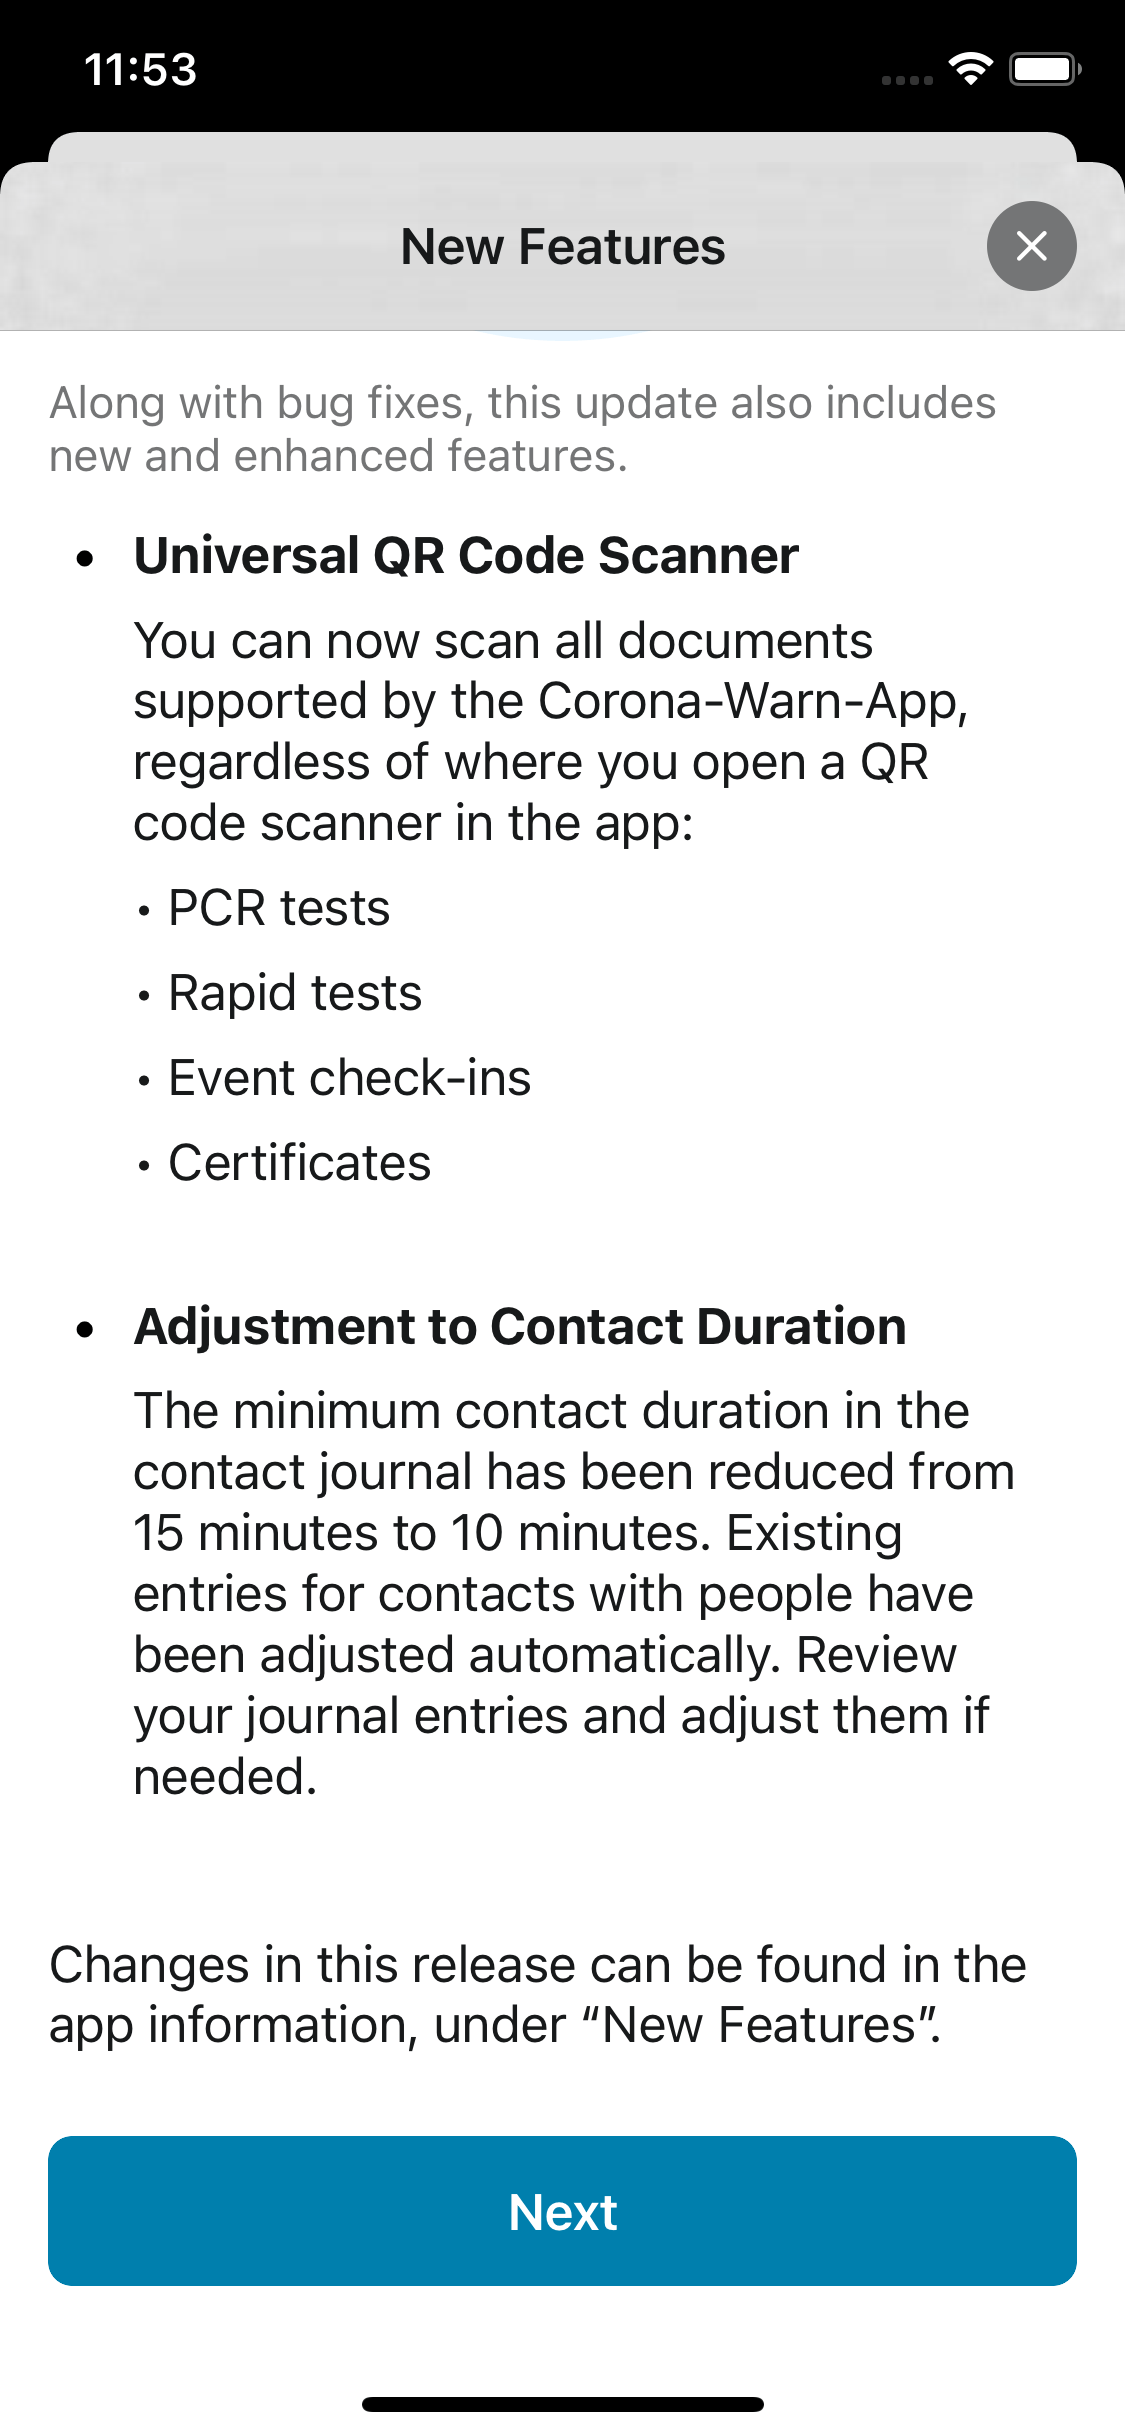 11:53
New Features
Along with bug fixes, this update also includes
new and enhanced features.
• Universal QR Code Scanner
You can now scan all documents
supported by the Corona-Warn-App,
regardless of where you open a QR
code scanner in the app:
• PCR tests
• Rapid tests
• Event check-ins
• Certificates
• Adjustment to Contact Duration
The minimum contact duration in the
contact journal has been reduced from
15 minutes to 10 minutes. Existing
entries for contacts with people have
been adjusted automatically. Review
your journal entries and adjust them if
needed.
Changes in this release can be found in the
app information, under “New Features”.
Next